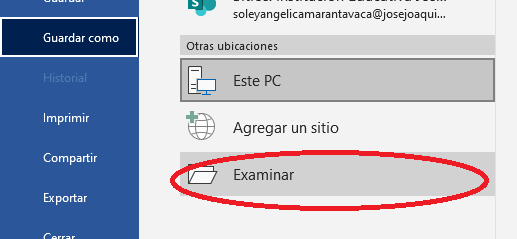 Guardar
soleyangelicamarantavaca@josejoaqui...
Guardar como
Otras ubicaciones
Historial
Este PC
Imprimir
Agregar un sitio
Compartir
Examinar
Exportar
Cerrar